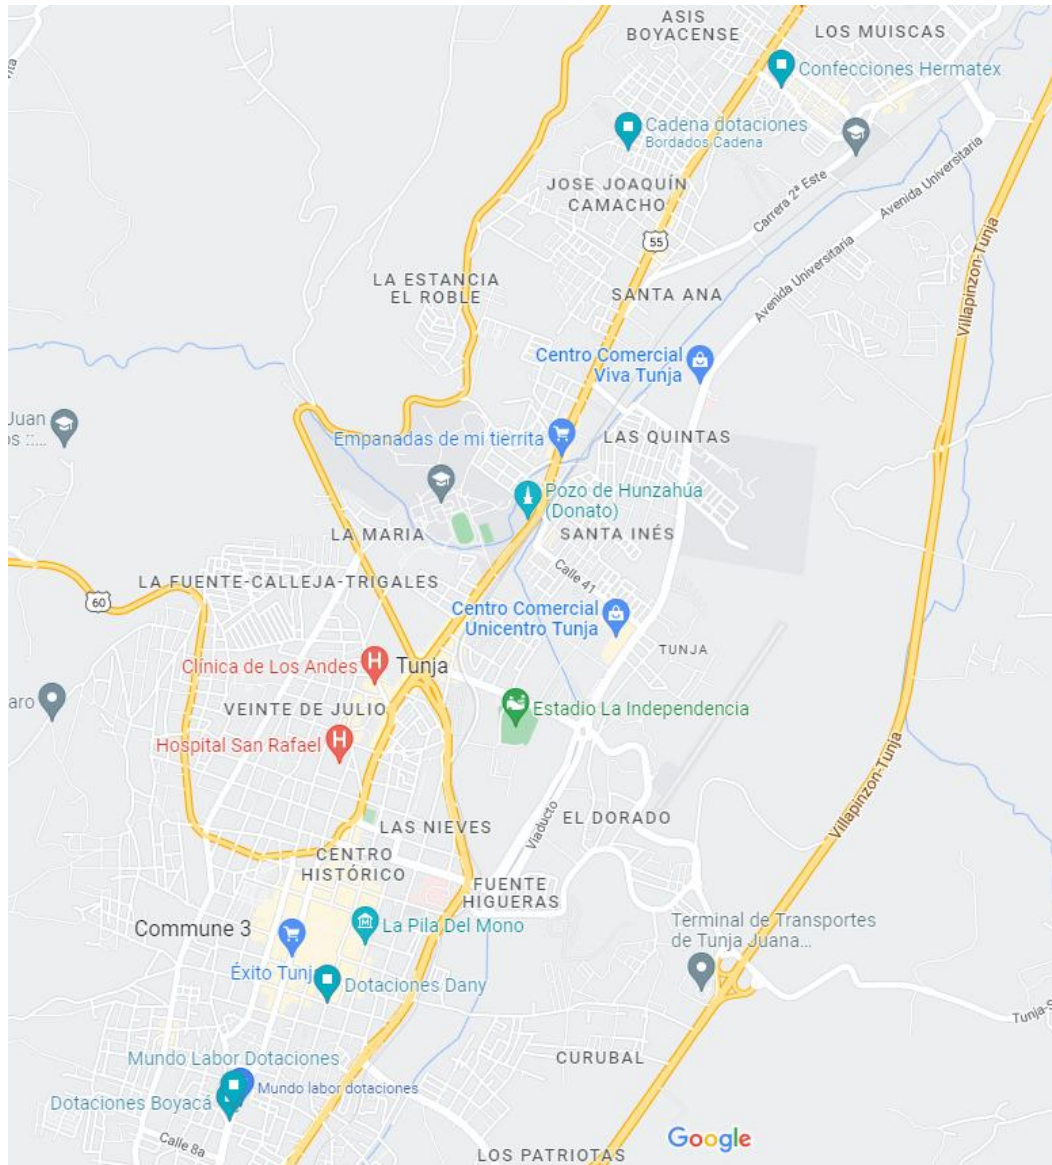 ASIS
BOYACENSE
LOS MUISCAS
Confecciones Hermatex
Cadena dotaciones
Bordados Cadena
Avenida Universitaria
JOSE JOAQUÍN
CAMACHO
Carrera 2ª Este
55
Villapinzon-Tunja
LA ESTANCIA
EL ROBLE
SANTA ANA
Avenida Universitaria
Centro Comercial
Viva Tunja
Juan
os ::...
Empanadas de mi tierrita
LAS QUINTAS
Pozo de Hunzahúa
(Donato)
LA MARIA
SANTA INÉS
Calle 41
LA FUENTE-CALLEJA-TRIGALES
60
Centro Comercial
Unicentro Tunja
TUNJA
Clínica de Los Andes
Tunja
aro
VEINTE DE JULIO
Estadio La Independencia
Hospital San Rafael
Villapinzon-Tunja
Viaducto
EL DORADO
LAS NIEVES
CENTRO
HISTÓRICO
FUENTE
HIGUERAS
Commune 3
La Pila Del Mono
Terminal de Transportes
de Tunja Juana...
Éxito Tunja
Dotaciones Dany
Tunja-S
Mundo Labor Dotaciones
CURUBAL
Mundo labor dotaciones
Dotaciones Boyacá
Calle 8a
Google
LOS PATRIOTAS